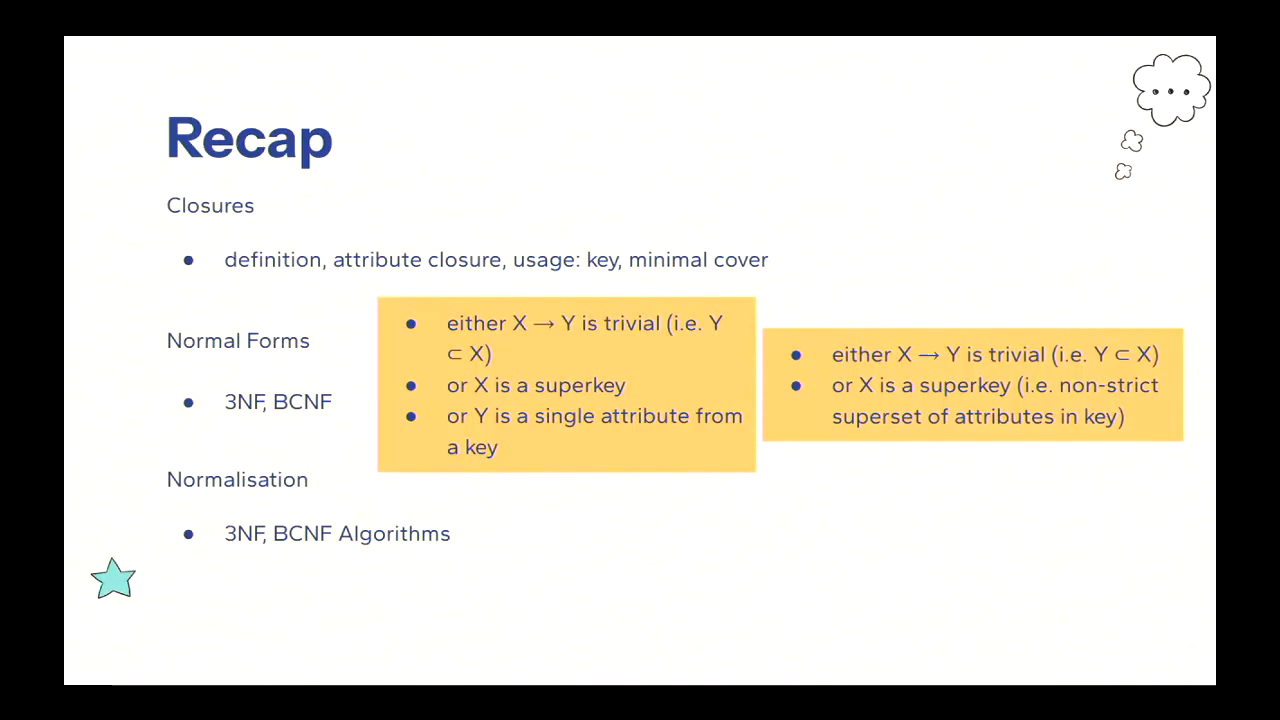 Recap
Closures
● definition, attribute closure, usage: key, minimal cover
Normal Forms
● 3NF, BCNF
● either X → Y is trivial (i.e. Y
⊂ X)
● or X is a superkey
● or Y is a single attribute from
a key
● either X → Y is trivial (i.e. Y ⊂ X)
● or X is a superkey (i.e. non-strict
superset of attributes in key)
Normalisation
● 3NF, BCNF Algorithms